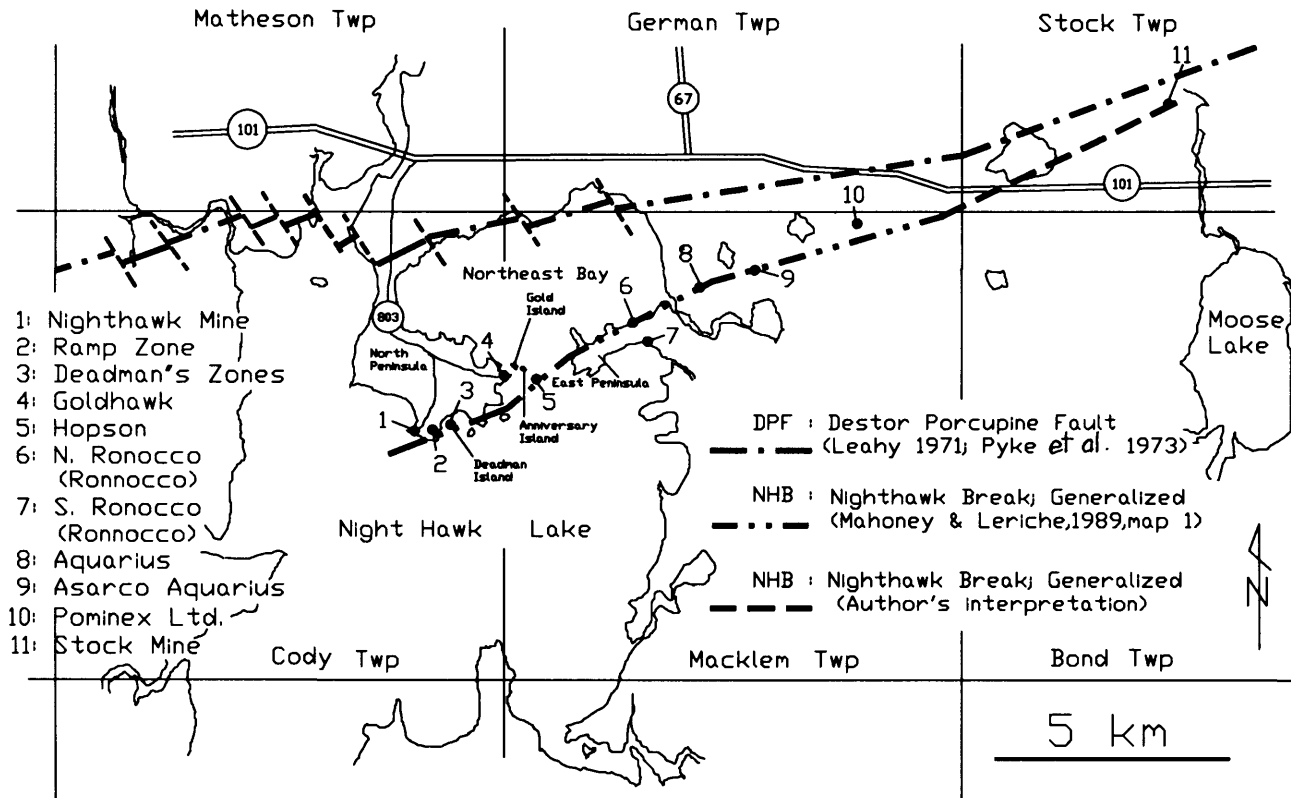 Matheson Twp
German Twp
Stock Twp
11
67
101
101
10
Northeast Bay
8
9
Gold
Island
6
803
7
Moose
Lake
1: Nighthawk Mine
2: Ramp Zone
3: Deadman's Zones
4: Goldhawk
5: Hopson
6: N. Ronocco
(Ronnocco)
7: S. Ronocco
(Ronnocco)
8: Aquarius
9: Asarco Aquarius
10: Pominex Ltd.
11: Stock Mine
North
Peninsula
4
East Peninsula
5
3
1
2
Anniversary
Island
Deadman
Island
DPF : Destor Porcupine Fault
(Leahy 1971; Pyke et al. 1973)
NHB : Nighthawk Break; Generalized
(Mahoney & Leriche,1989,map 1)
NHB : Nighthawk Break; Generalized
(Author's interpretation)
Night Hawk Lake
N
Cody Twp
Macklem Twp
Bond Twp
5 km